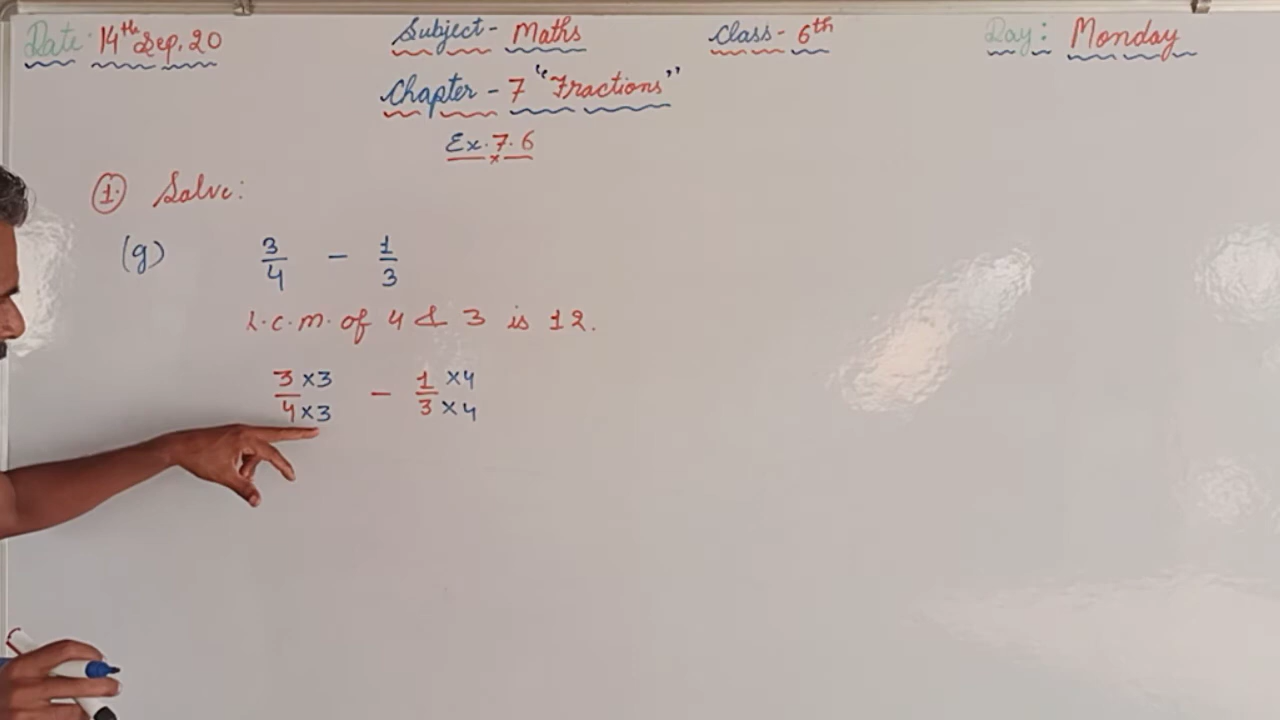 Date: 14th Sep. 20 Subject- Maths Class- 6th Day: Monday
Chapter - 7 "Fractions"
Ex. 7.6
1. Solve:
(g) 3/4 - 1/3
L.C.M. of 4 & 3 is 12.
3×3/4×3 - 1×4/3×4